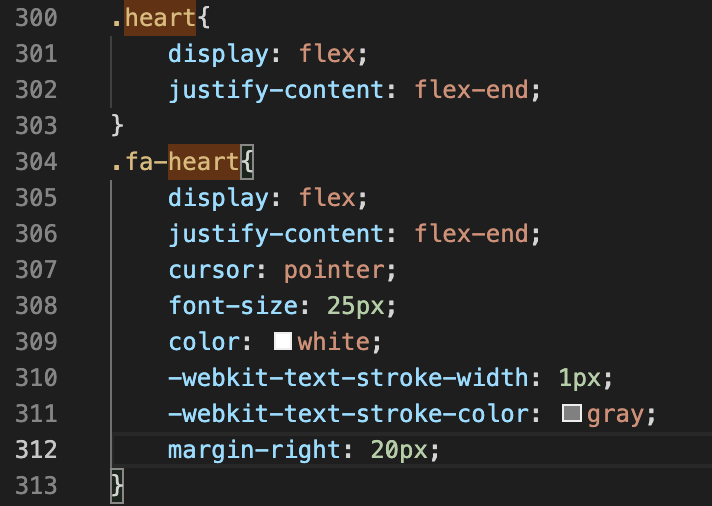 300 .heart{
301 display: flex;
302 justify-content: flex-end;
303 }
304 .fa-heart{
305 display: flex;
306 justify-content: flex-end;
307 cursor: pointer;
308 font-size: 25px;
309 color: white;
310 -webkit-text-stroke-width: 1px;
311 -webkit-text-stroke-color: gray;
312 margin-right: 20px;
313 }